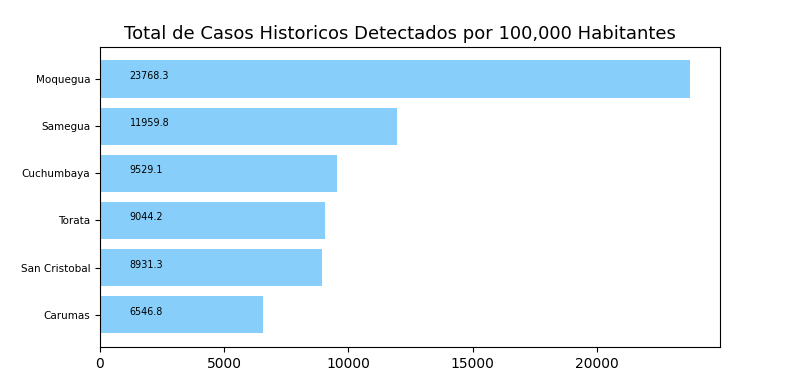 Total de Casos Historicos Detectados por 100,000 Habitantes
Moquegua 23768.3
Samegua 11959.8
Cuchumbaya 9529.1
Torata 9044.2
San Cristobal 8931.3
Carumas 6546.8
0 5000 10000 15000 20000